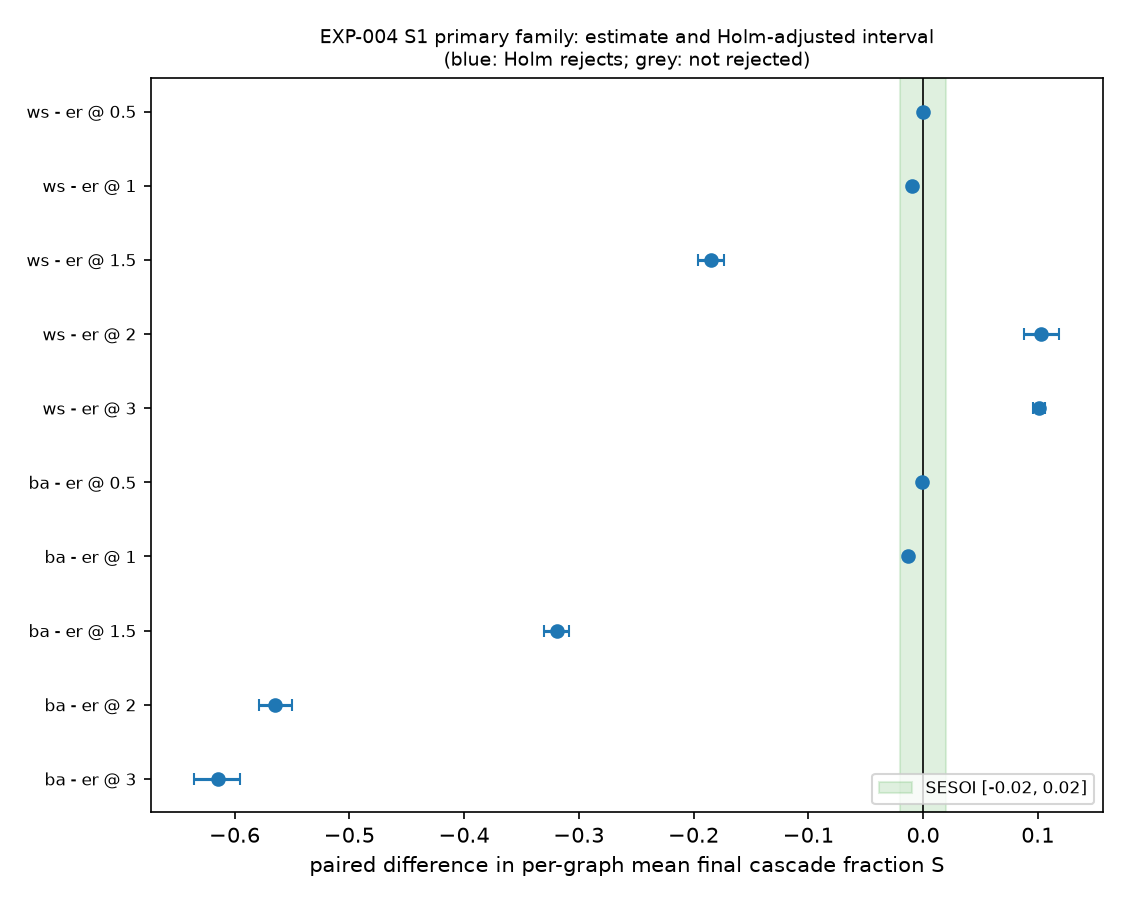 EXP-004 S1 primary family: estimate and Holm-adjusted interval
(blue: Holm rejects; grey: not rejected)
ws - er @ 0.5
ws - er @ 1
ws - er @ 1.5
ws - er @ 2
ws - er @ 3
ba - er @ 0.5
ba - er @ 1
ba - er @ 1.5
ba - er @ 2
ba - er @ 3
SESOI [-0.02, 0.02]
−0.6 −0.5 −0.4 −0.3 −0.2 −0.1 0.0 0.1
paired difference in per-graph mean final cascade fraction S